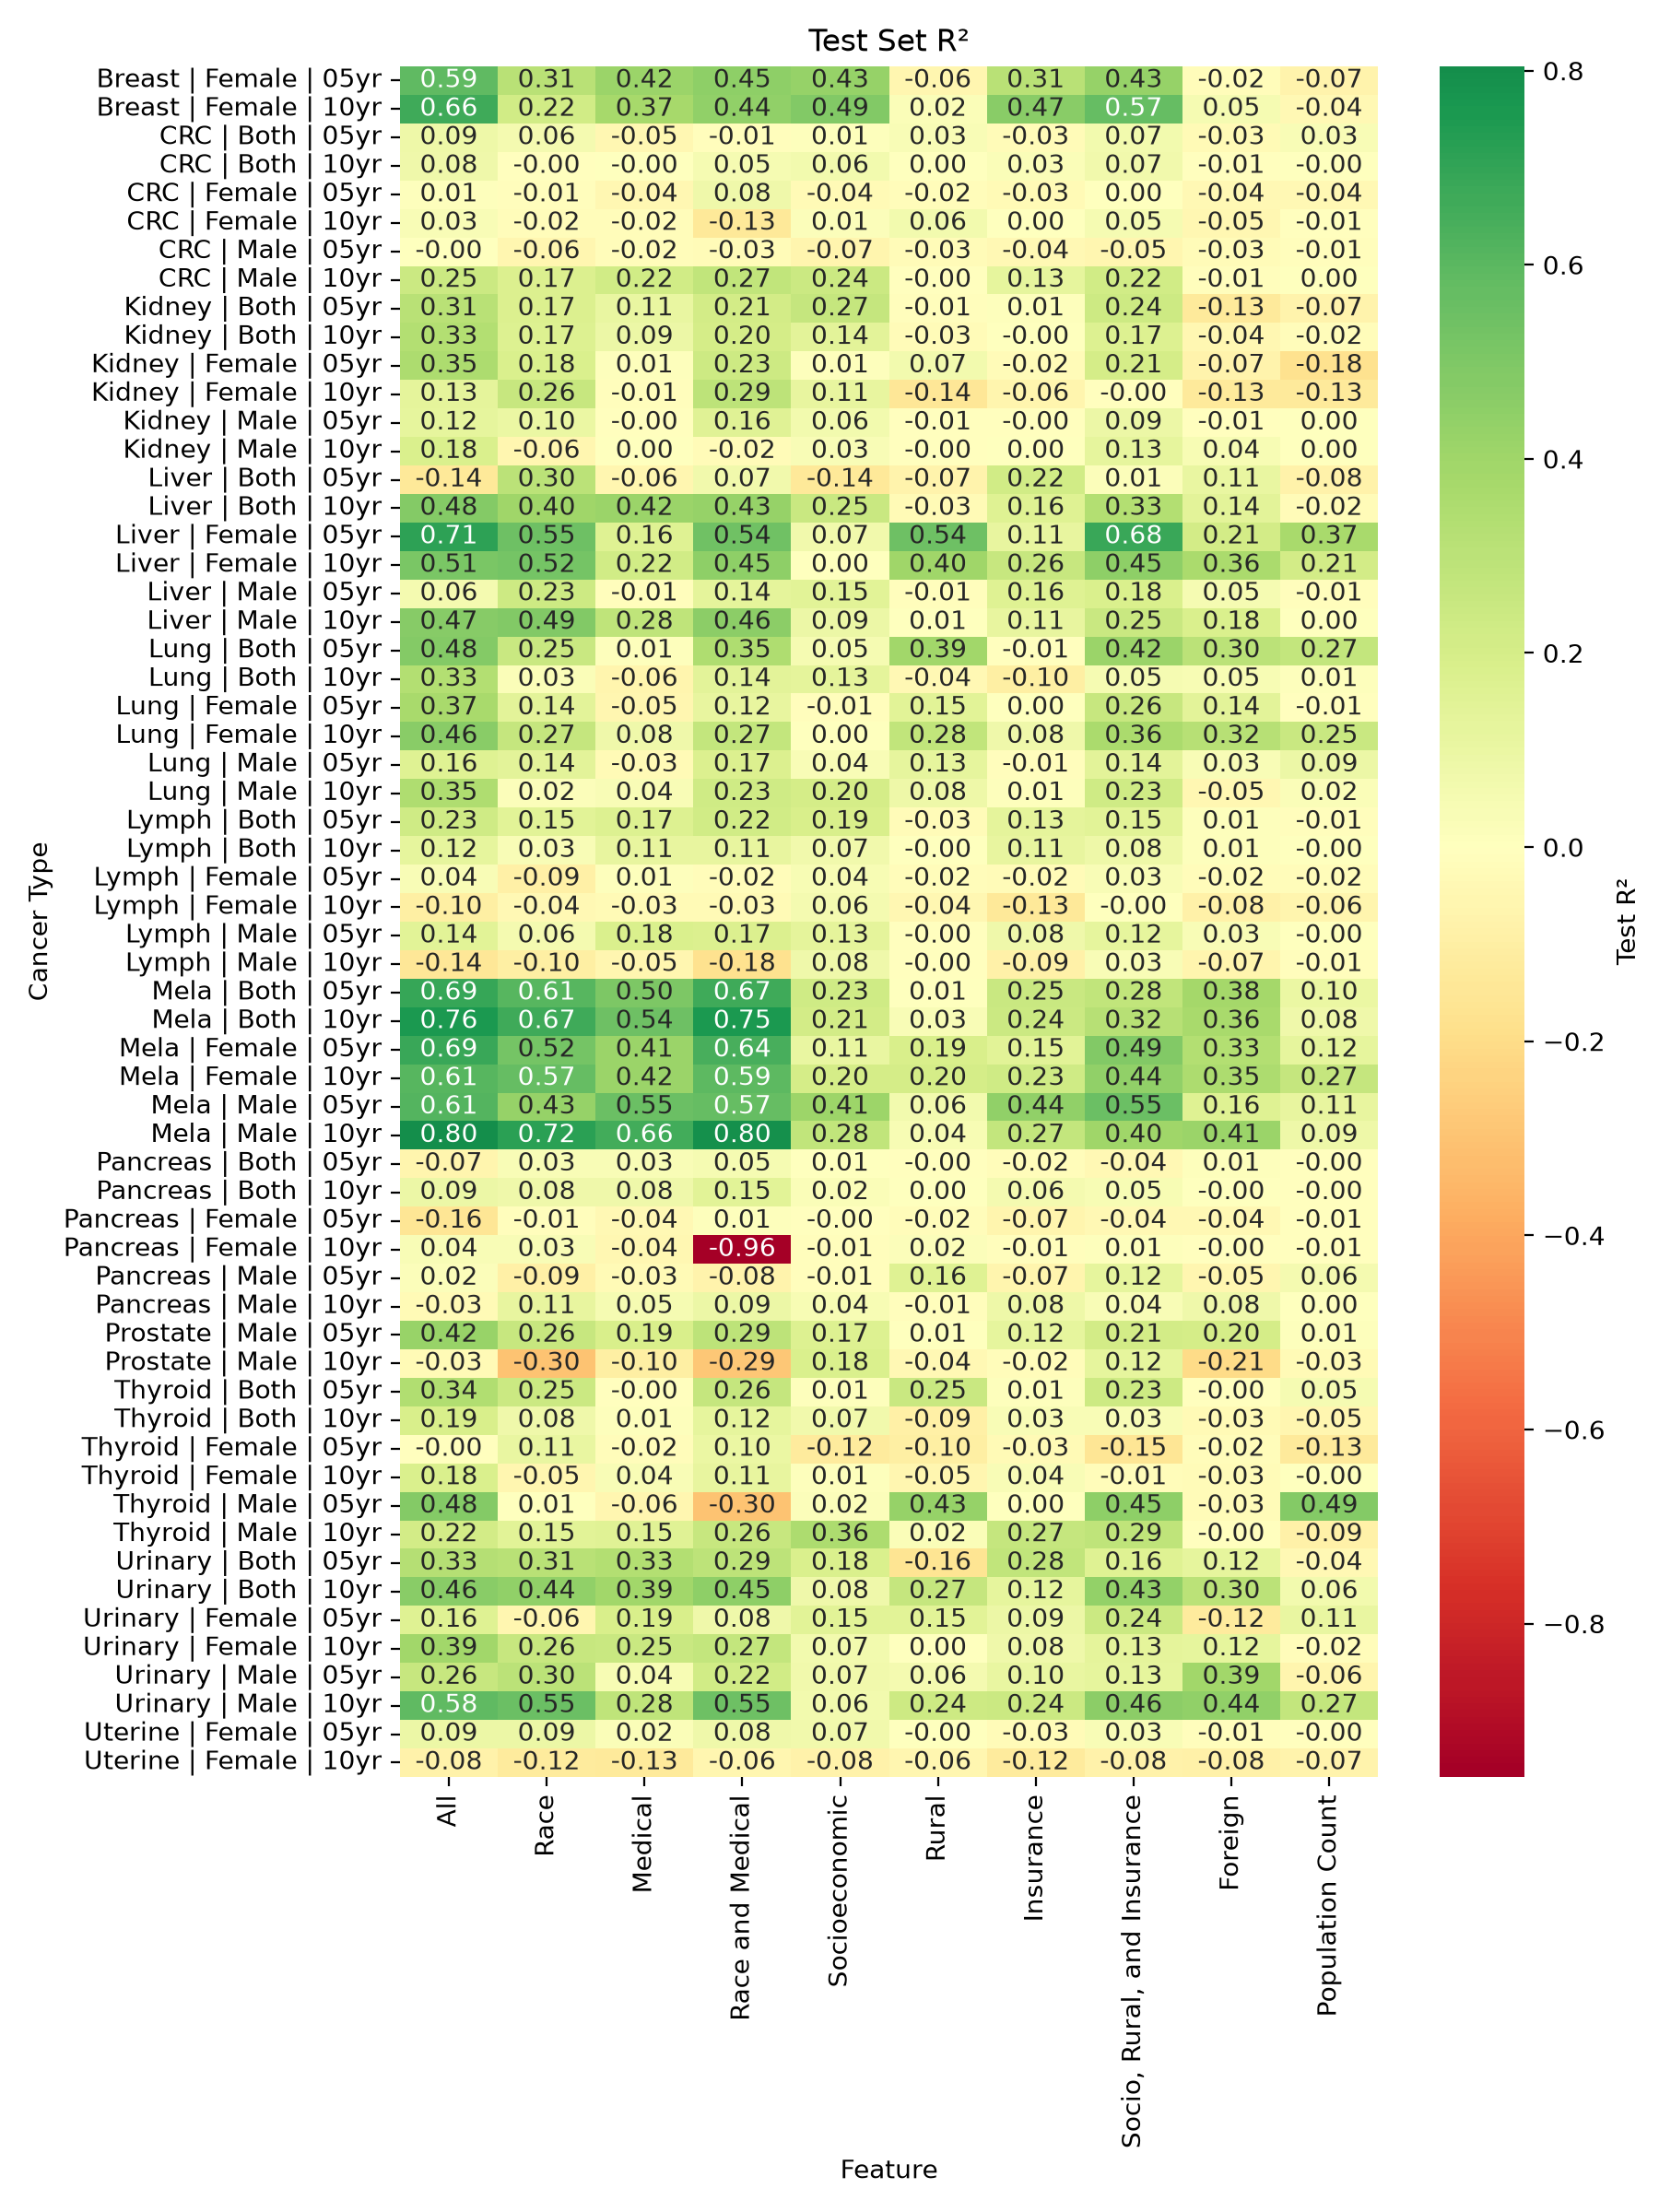 Test Set R²
Breast | Female | 05yr 0.59 0.31 0.42 0.45 0.43 -0.06 0.31 0.43 -0.02 -0.07
Breast | Female | 10yr 0.66 0.22 0.37 0.44 0.49 0.02 0.47 0.57 0.05 -0.04
CRC | Both | 05yr 0.09 0.06 -0.05 -0.01 0.01 0.03 -0.03 0.07 -0.03 0.03
CRC | Both | 10yr 0.08 -0.00 -0.00 0.05 0.06 0.00 0.03 0.07 -0.01 -0.00
CRC | Female | 05yr 0.01 -0.01 -0.04 0.08 -0.04 -0.02 -0.03 0.00 -0.04 -0.04
CRC | Female | 10yr 0.03 -0.02 -0.02 -0.13 0.01 0.06 0.00 0.05 -0.05 -0.01
CRC | Male | 05yr -0.00 -0.06 -0.02 -0.03 -0.07 -0.03 -0.04 -0.05 -0.03 -0.01
CRC | Male | 10yr 0.25 0.17 0.22 0.27 0.24 -0.00 0.13 0.22 -0.01 0.00
Kidney | Both | 05yr 0.31 0.17 0.11 0.21 0.27 -0.01 0.01 0.24 -0.13 -0.07
Kidney | Both | 10yr 0.33 0.17 0.09 0.20 0.14 -0.03 -0.00 0.17 -0.04 -0.02
Kidney | Female | 05yr 0.35 0.18 0.01 0.23 0.01 0.07 -0.02 0.21 -0.07 -0.18
Kidney | Female | 10yr 0.13 0.26 -0.01 0.29 0.11 -0.14 -0.06 -0.00 -0.13 -0.13
Kidney | Male | 05yr 0.12 0.10 -0.00 0.16 0.06 -0.01 -0.00 0.09 -0.01 0.00
Kidney | Male | 10yr 0.18 -0.06 0.00 -0.02 0.03 -0.00 0.00 0.13 0.04 0.00
Liver | Both | 05yr -0.14 0.30 -0.06 0.07 -0.14 -0.07 0.22 0.01 0.11 -0.08
Liver | Both | 10yr 0.48 0.40 0.42 0.43 0.25 -0.03 0.16 0.33 0.14 -0.02
Liver | Female | 05yr 0.71 0.55 0.16 0.54 0.07 0.54 0.11 0.68 0.21 0.37
Liver | Female | 10yr 0.51 0.52 0.22 0.45 0.00 0.40 0.26 0.45 0.36 0.21
Liver | Male | 05yr 0.06 0.23 -0.01 0.14 0.15 -0.01 0.16 0.18 0.05 -0.01
Liver | Male | 10yr 0.47 0.49 0.28 0.46 0.09 0.01 0.11 0.25 0.18 0.00
Lung | Both | 05yr 0.48 0.25 0.01 0.35 0.05 0.39 -0.01 0.42 0.30 0.27
Lung | Both | 10yr 0.33 0.03 -0.06 0.14 0.13 -0.04 -0.10 0.05 0.05 0.01
Lung | Female | 05yr 0.37 0.14 -0.05 0.12 -0.01 0.15 0.00 0.26 0.14 -0.01
Lung | Female | 10yr 0.46 0.27 0.08 0.27 0.00 0.28 0.08 0.36 0.32 0.25
Lung | Male | 05yr 0.16 0.14 -0.03 0.17 0.04 0.13 -0.01 0.14 0.03 0.09
Lung | Male | 10yr 0.35 0.02 0.04 0.23 0.20 0.08 0.01 0.23 -0.05 0.02
Lymph | Both | 05yr 0.23 0.15 0.17 0.22 0.19 -0.03 0.13 0.15 0.01 -0.01
Lymph | Both | 10yr 0.12 0.03 0.11 0.11 0.07 -0.00 0.11 0.08 0.01 -0.00
Lymph | Female | 05yr 0.04 -0.09 0.01 -0.02 0.04 -0.02 -0.02 0.03 -0.02 -0.02
Lymph | Female | 10yr -0.10 -0.04 -0.03 -0.03 0.06 -0.04 -0.13 -0.00 -0.08 -0.06
Lymph | Male | 05yr 0.14 0.06 0.18 0.17 0.13 -0.00 0.08 0.12 0.03 -0.00
Lymph | Male | 10yr -0.14 -0.10 -0.05 -0.18 0.08 -0.00 -0.09 0.03 -0.07 -0.01
Mela | Both | 05yr 0.69 0.61 0.50 0.67 0.23 0.01 0.25 0.28 0.38 0.10
Mela | Both | 10yr 0.76 0.67 0.54 0.75 0.21 0.03 0.24 0.32 0.36 0.08
Mela | Female | 05yr 0.69 0.52 0.41 0.64 0.11 0.19 0.15 0.49 0.33 0.12
Mela | Female | 10yr 0.61 0.57 0.42 0.59 0.20 0.20 0.23 0.44 0.35 0.27
Mela | Male | 05yr 0.61 0.43 0.55 0.57 0.41 0.06 0.44 0.55 0.16 0.11
Mela | Male | 10yr 0.80 0.72 0.66 0.80 0.28 0.04 0.27 0.40 0.41 0.09
Pancreas | Both | 05yr -0.07 0.03 0.03 0.05 0.01 -0.00 -0.02 -0.04 0.01 -0.00
Pancreas | Both | 10yr 0.09 0.08 0.08 0.15 0.02 0.00 0.06 0.05 -0.00 -0.00
Pancreas | Female | 05yr -0.16 -0.01 -0.04 0.01 -0.00 -0.02 -0.07 -0.04 -0.04 -0.01
Pancreas | Female | 10yr 0.04 0.03 -0.04 -0.96 -0.01 0.02 -0.01 0.01 -0.00 -0.01
Pancreas | Male | 05yr 0.02 -0.09 -0.03 -0.08 -0.01 0.16 -0.07 0.12 -0.05 0.06
Pancreas | Male | 10yr -0.03 0.11 0.05 0.09 0.04 -0.01 0.08 0.04 0.08 0.00
Prostate | Male | 05yr 0.42 0.26 0.19 0.29 0.17 0.01 0.12 0.21 0.20 0.01
Prostate | Male | 10yr -0.03 -0.30 -0.10 -0.29 0.18 -0.04 -0.02 0.12 -0.21 -0.03
Thyroid | Both | 05yr 0.34 0.25 -0.00 0.26 0.01 0.25 0.01 0.23 -0.00 0.05
Thyroid | Both | 10yr 0.19 0.08 0.01 0.12 0.07 -0.09 0.03 0.03 -0.03 -0.05
Thyroid | Female | 05yr -0.00 0.11 -0.02 0.10 -0.12 -0.10 -0.03 -0.15 -0.02 -0.13
Thyroid | Female | 10yr 0.18 -0.05 0.04 0.11 0.01 -0.05 0.04 -0.01 -0.03 -0.00
Thyroid | Male | 05yr 0.48 0.01 -0.06 -0.30 0.02 0.43 0.00 0.45 -0.03 0.49
Thyroid | Male | 10yr 0.22 0.15 0.15 0.26 0.36 0.02 0.27 0.29 -0.00 -0.09
Urinary | Both | 05yr 0.33 0.31 0.33 0.29 0.18 -0.16 0.28 0.16 0.12 -0.04
Urinary | Both | 10yr 0.46 0.44 0.39 0.45 0.08 0.27 0.12 0.43 0.30 0.06
Urinary | Female | 05yr 0.16 -0.06 0.19 0.08 0.15 0.15 0.09 0.24 -0.12 0.11
Urinary | Female | 10yr 0.39 0.26 0.25 0.27 0.07 0.00 0.08 0.13 0.12 -0.02
Urinary | Male | 05yr 0.26 0.30 0.04 0.22 0.07 0.06 0.10 0.13 0.39 -0.06
Urinary | Male | 10yr 0.58 0.55 0.28 0.55 0.06 0.24 0.24 0.46 0.44 0.27
Uterine | Female | 05yr 0.09 0.09 0.02 0.08 0.07 -0.00 -0.03 0.03 -0.01 -0.00
Uterine | Female | 10yr -0.08 -0.12 -0.13 -0.06 -0.08 -0.06 -0.12 -0.08 -0.08 -0.07
Cancer Type
All
Race
Medical
Race and Medical
Socioeconomic
Rural
Insurance
Socio, Rural, and Insurance
Foreign
Population Count
Feature
0.8
0.6
0.4
0.2
0.0
−0.2
−0.4
−0.6
−0.8
Test R²